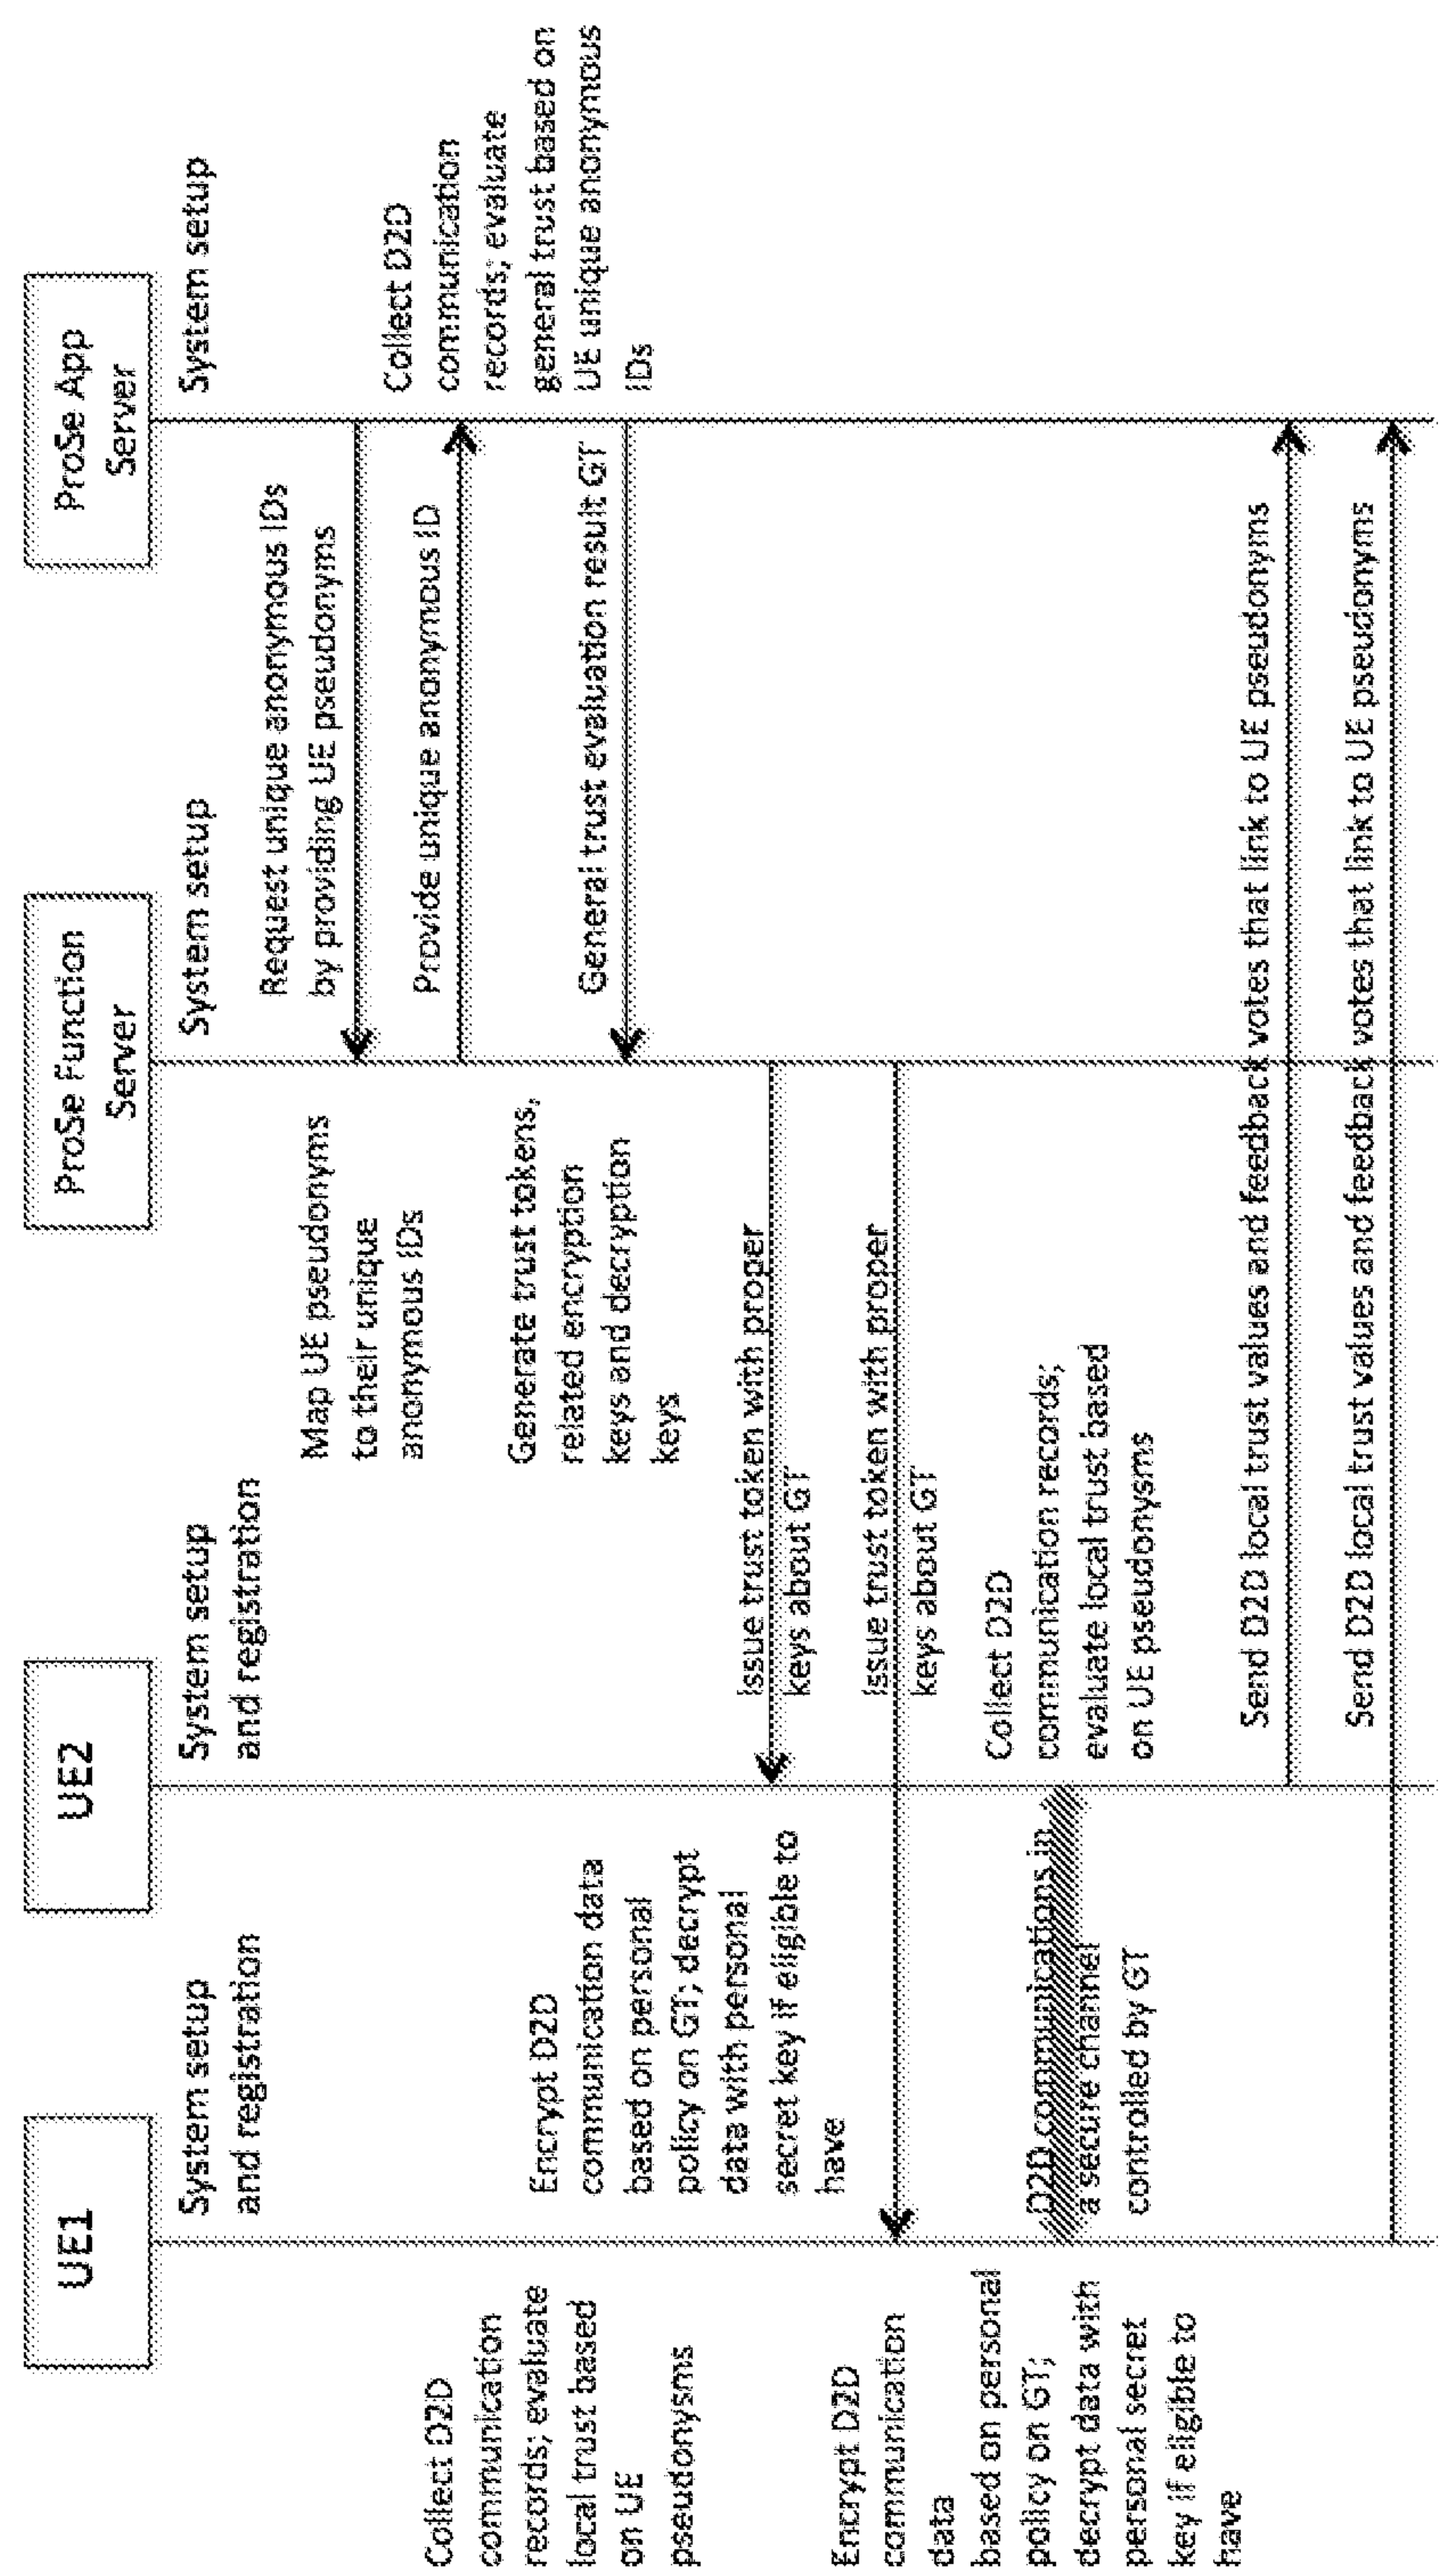 UE1
UE2
ProSe Function
Server
ProSe App
Server
System setup
and registration
System setup
and registration
System setup
System setup
Request unique anonymous IDs
by providing UE pseudonyms
Map UE pseudonyms
to their unique
anonymous IDs
Provide unique anonymous ID
Collect D2D
communication
records; evaluate
general trust based on
UE unique anonymous
IDs
Collect D2D
communication
records; evaluate
local trust based
on UE
pseudonysms
General trust evaluation result GT
Generate trust tokens,
related encryption
keys and decryption
keys
Encrypt D2D
communication data
based on personal
policy on GT; decrypt
data with personal
secret key if eligible to
have
Issue trust token with proper
keys about GT
Issue trust token with proper
keys about GT
Encrypt D2D
communication
data
based on personal
policy on GT;
decrypt data with
personal secret
key if eligible to
have
D2D communications in
a secure channel
controlled by GT
Collect D2D
communication records;
evaluate local trust based
on UE pseudonysms
Send D2D local trust values and feedback votes that link to UE pseudonyms
Send D2D local trust values and feedback votes that link to UE pseudonyms